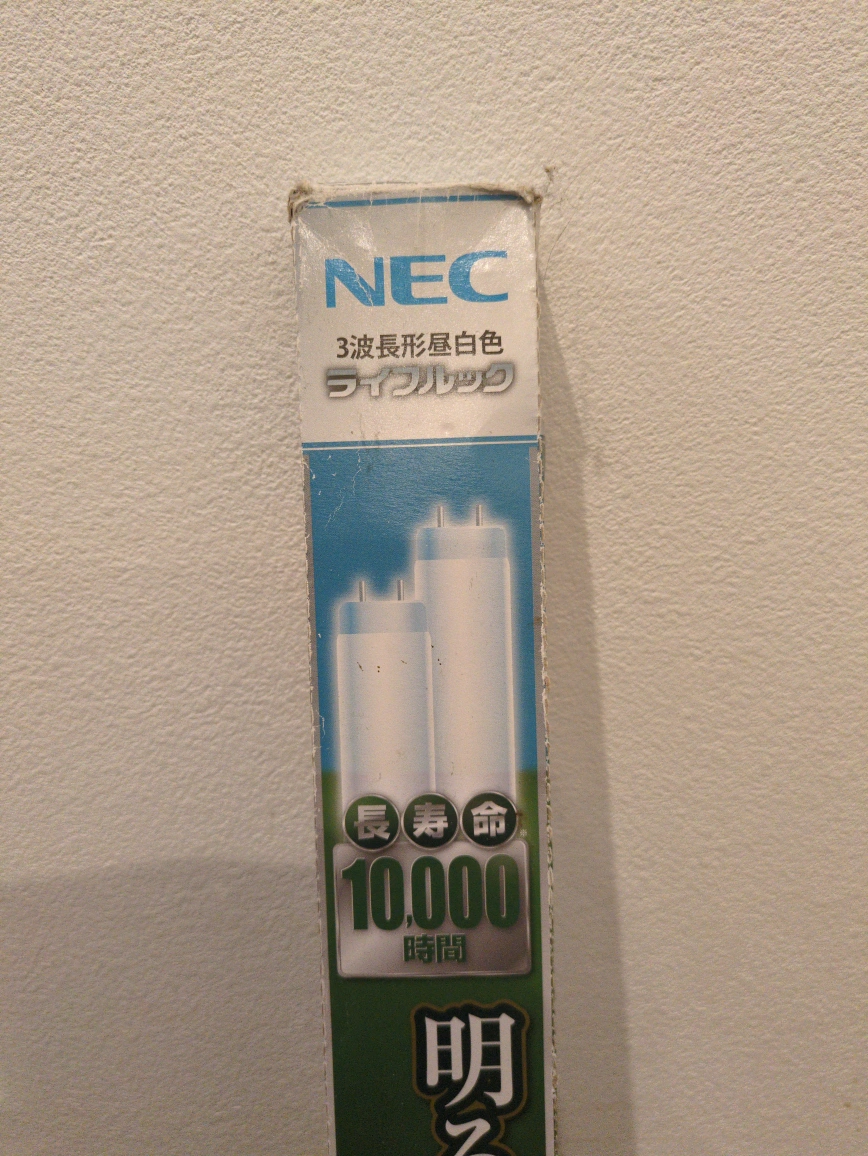 NEC
3波長形昼白色
ライフルック
長寿命
※
10,000
時間
明る